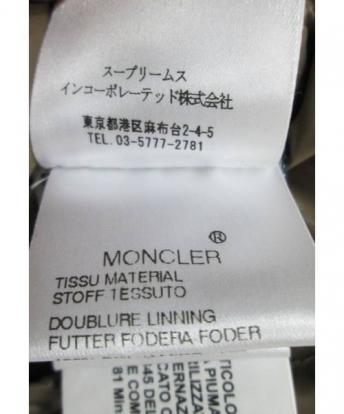 スープリームス
インコーポレーテッド株式会社
東京都港区麻布台2-4-5
TEL. 03-5777-2781
MONCLER®
TISSU MATERIAL
STOFF TESSUTO
DOUBLURE LINNING
FUTTER FODERA FODER